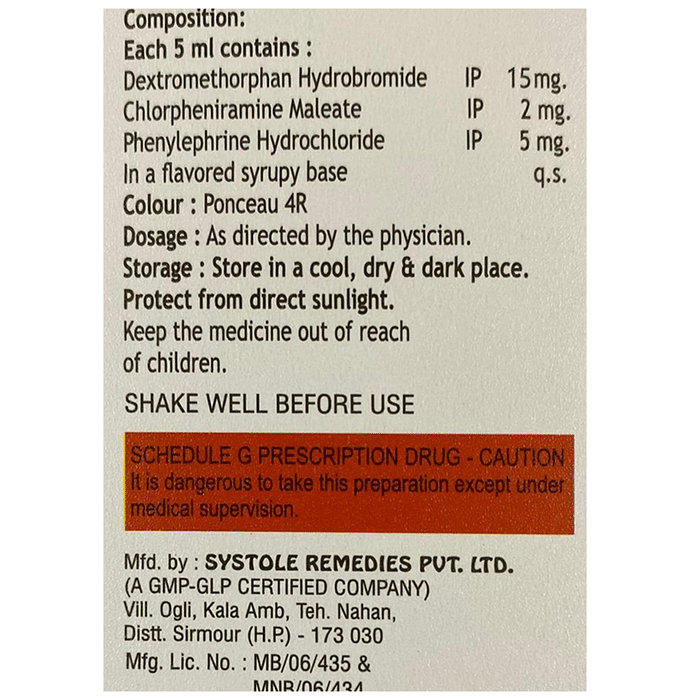 Composition:
Each 5 ml contains :
Dextromethorphan Hydrobromide IP 15mg.
Chlorpheniramine Maleate IP 2 mg.
Phenylephrine Hydrochloride IP 5 mg.
In a flavored syrupy base q.s.
Colour : Ponceau 4R
Dosage : As directed by the physician.
Storage : Store in a cool, dry & dark place.
Protect from direct sunlight.
Keep the medicine out of reach
of children.
SHAKE WELL BEFORE USE
SCHEDULE G PRESCRIPTION DRUG - CAUTION
It is dangerous to take this preparation except under
medical supervision.
Mfd. by : SYSTOLE REMEDIES PVT. LTD.
(A GMP-GLP CERTIFIED COMPANY)
Vill. Ogli, Kala Amb, Teh. Nahan,
Distt. Sirmour (H.P.) - 173 030
Mfg. Lic. No. : MB/06/435 &
MNB/06/434